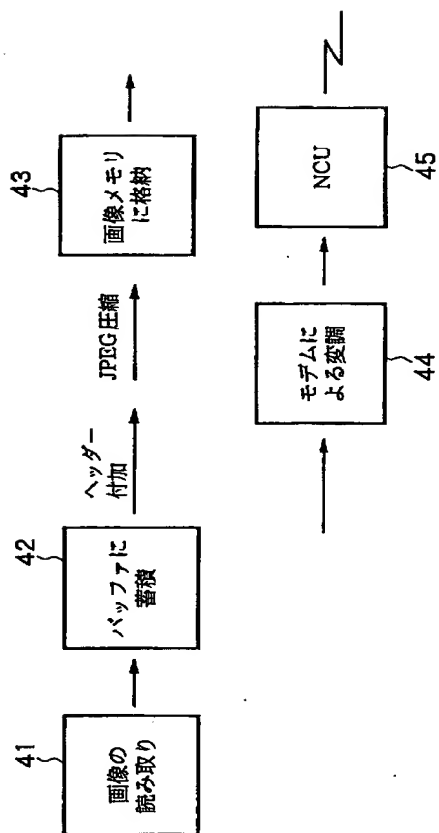 41
画像の
読み取り
42
バッファに
蓄積
ヘッダー
付加
JPEG圧縮
43
画像メモリ
に格納
モデムに
よる変調
44
NCU
45